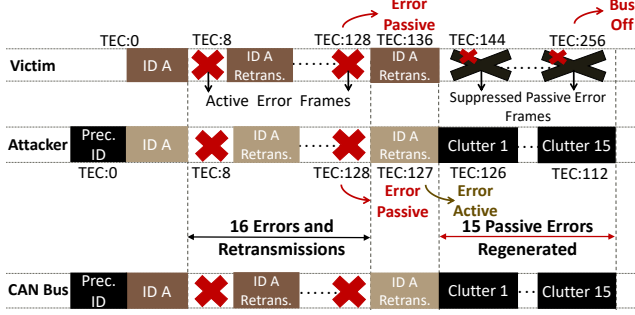 Error
Passive
Bus
Off
TEC:0
TEC:8
TEC:128
TEC:136
TEC:144
TEC:256
Victim
ID A
ID A
Retrans.
ID A
Retrans.
Active Error Frames
Suppressed Passive Error
Frames
Attacker
Prec.
ID
ID A
ID A
Retrans.
ID A
Retrans.
Clutter 1
Clutter 15
TEC:0
TEC:8
TEC:128
TEC:127
TEC:126
TEC:112
Error
Passive
Error
Active
16 Errors and
Retransmissions
15 Passive Errors
Regenerated
CAN Bus
Prec.
ID
ID A
ID A
Retrans.
ID A
Retrans.
Clutter 1
Clutter 15